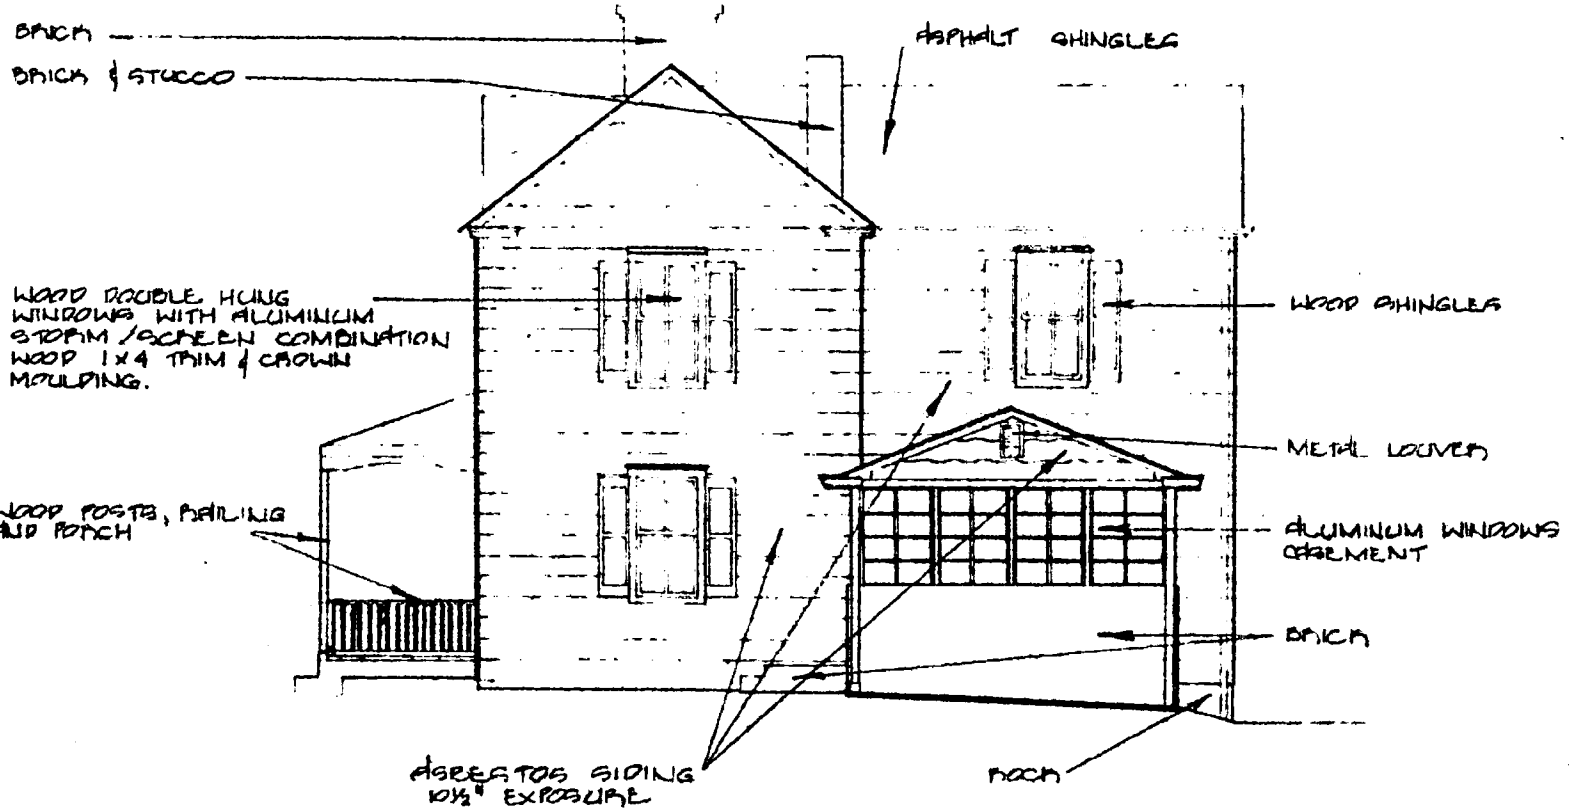 BRICK
BRICK & STUCCO
ASPHALT SHINGLES
WOOD DOUBLE HUNG
WINDOWS WITH ALUMINUM
STORM/SCREEN COMBINATION
WOOD 1x4 TRIM & CROWN
MOULDING.
WOOD SHINGLES
METAL LOUVER
WOOD POSTS, RAILING
AND PORCH
ALUMINUM WINDOWS
CASEMENT
BRICK
ASBESTOS SIDING
10½" EXPOSURE
ROCK